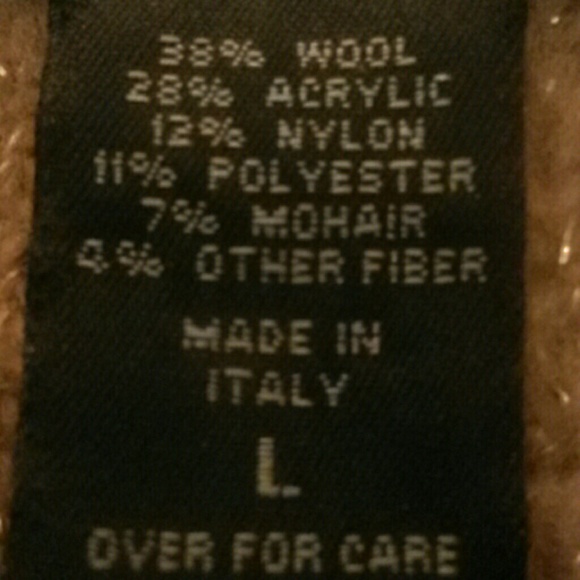 38% WOOL
28% ACRYLIC
12% NYLON
11% POLYESTER
7% MOHAIR
4% OTHER FIBER
MADE IN
ITALY
L
OVER FOR CARE